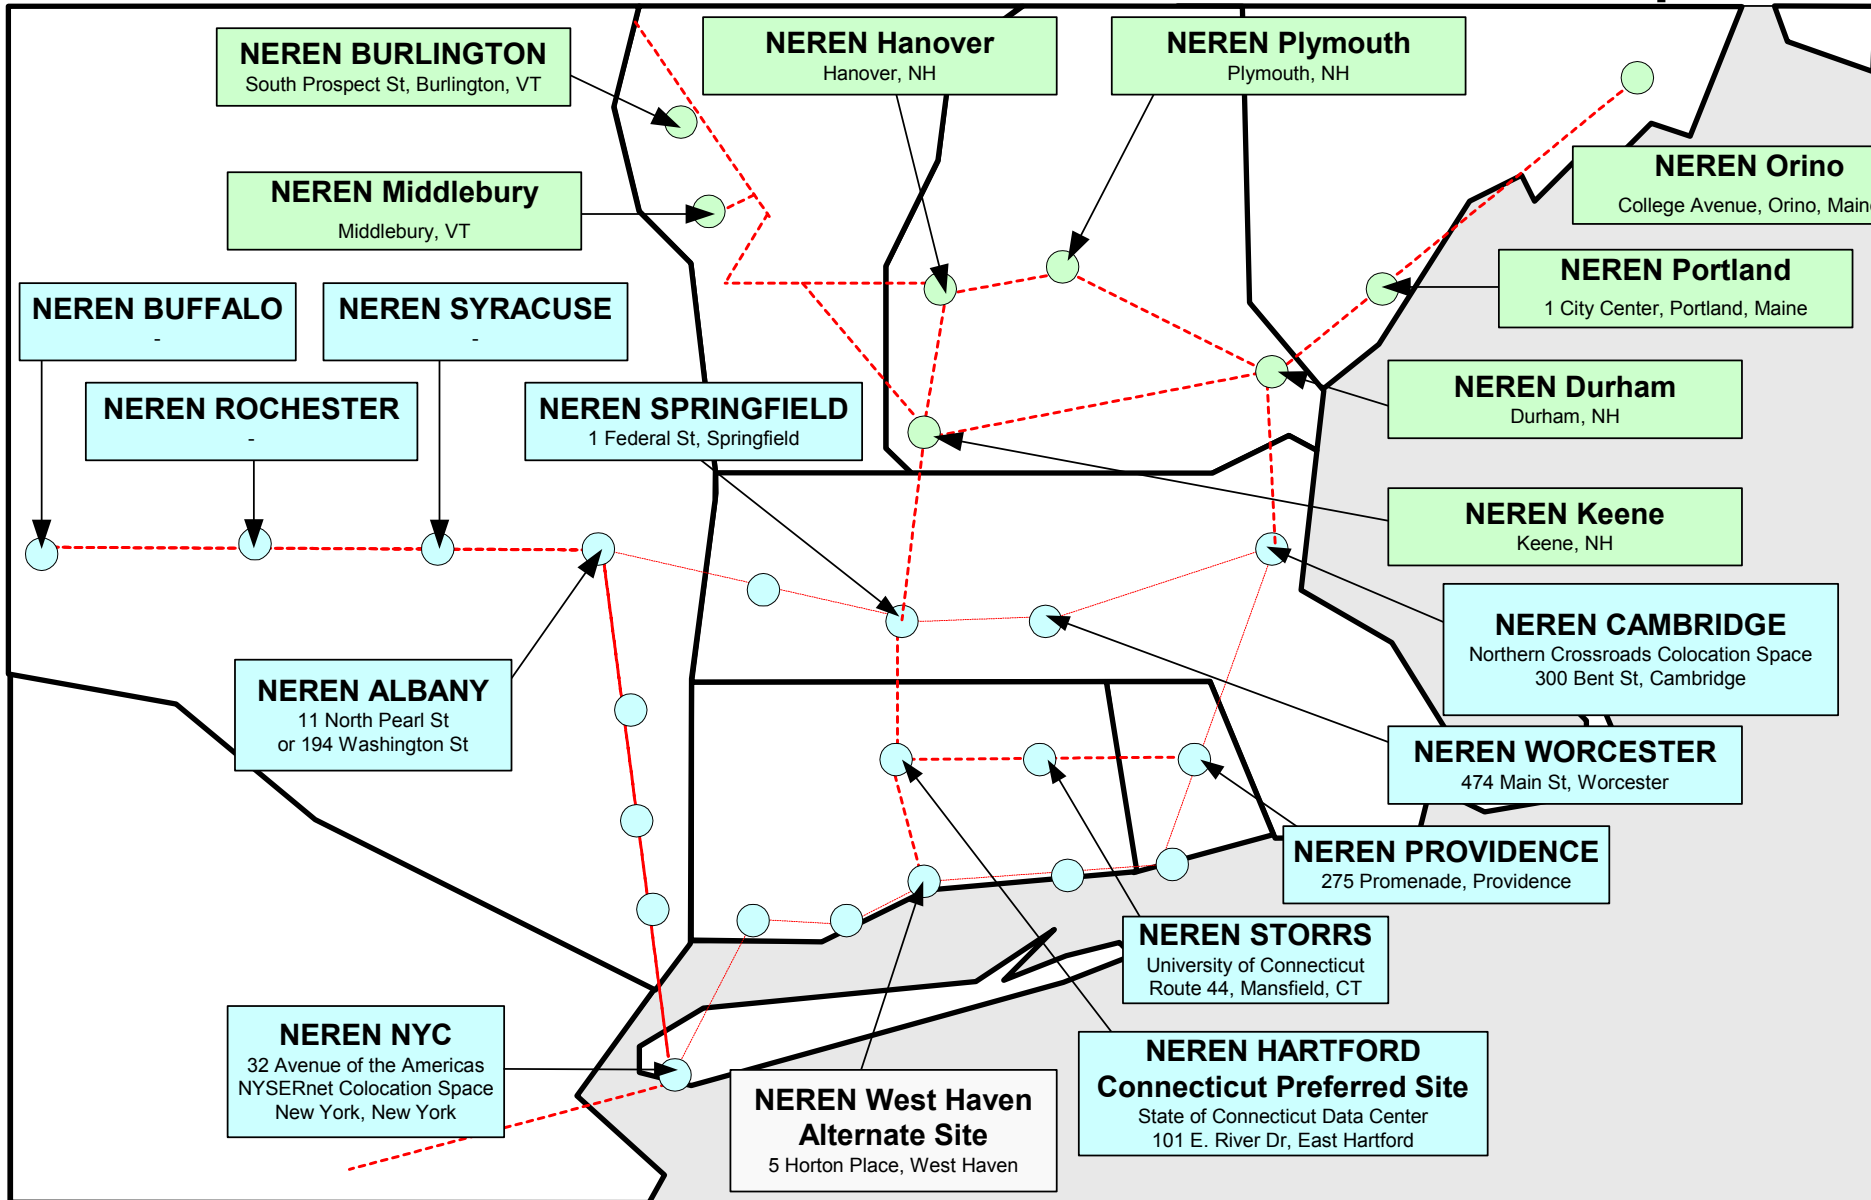 NEREN BURLINGTON
South Prospect St, Burlington, VT
NEREN Hanover
Hanover, NH
NEREN Plymouth
Plymouth, NH
NEREN Middlebury
Middlebury, VT
NEREN Orino
College Avenue, Orino, Maine
NEREN Portland
1 City Center, Portland, Maine
NEREN BUFFALO
-
NEREN SYRACUSE
-
NEREN ROCHESTER
-
NEREN SPRINGFIELD
1 Federal St, Springfield
NEREN Durham
Durham, NH
NEREN Keene
Keene, NH
NEREN CAMBRIDGE
Northern Crossroads Colocation Space
300 Bent St, Cambridge
NEREN ALBANY
11 North Pearl St
or 194 Washington St
NEREN WORCESTER
474 Main St, Worcester
NEREN PROVIDENCE
275 Promenade, Providence
NEREN STORRS
University of Connecticut
Route 44, Mansfield, CT
NEREN NYC
32 Avenue of the Americas
NYSERnet Colocation Space
New York, New York
NEREN West Haven
Alternate Site
5 Horton Place, West Haven
NEREN HARTFORD
Connecticut Preferred Site
State of Connecticut Data Center
101 E. River Dr, East Hartford